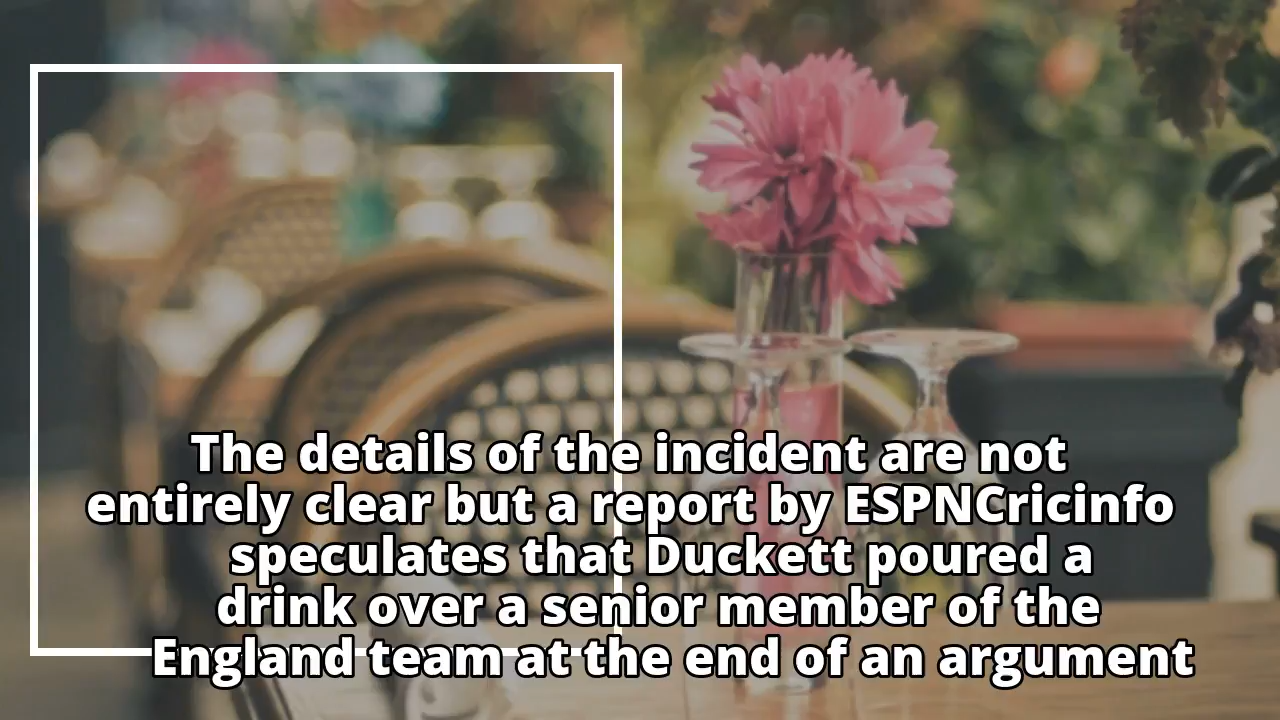 The details of the incident are not
entirely clear but a report by ESPNCricinfo
speculates that Duckett poured a
drink over a senior member of the
England team at the end of an argument